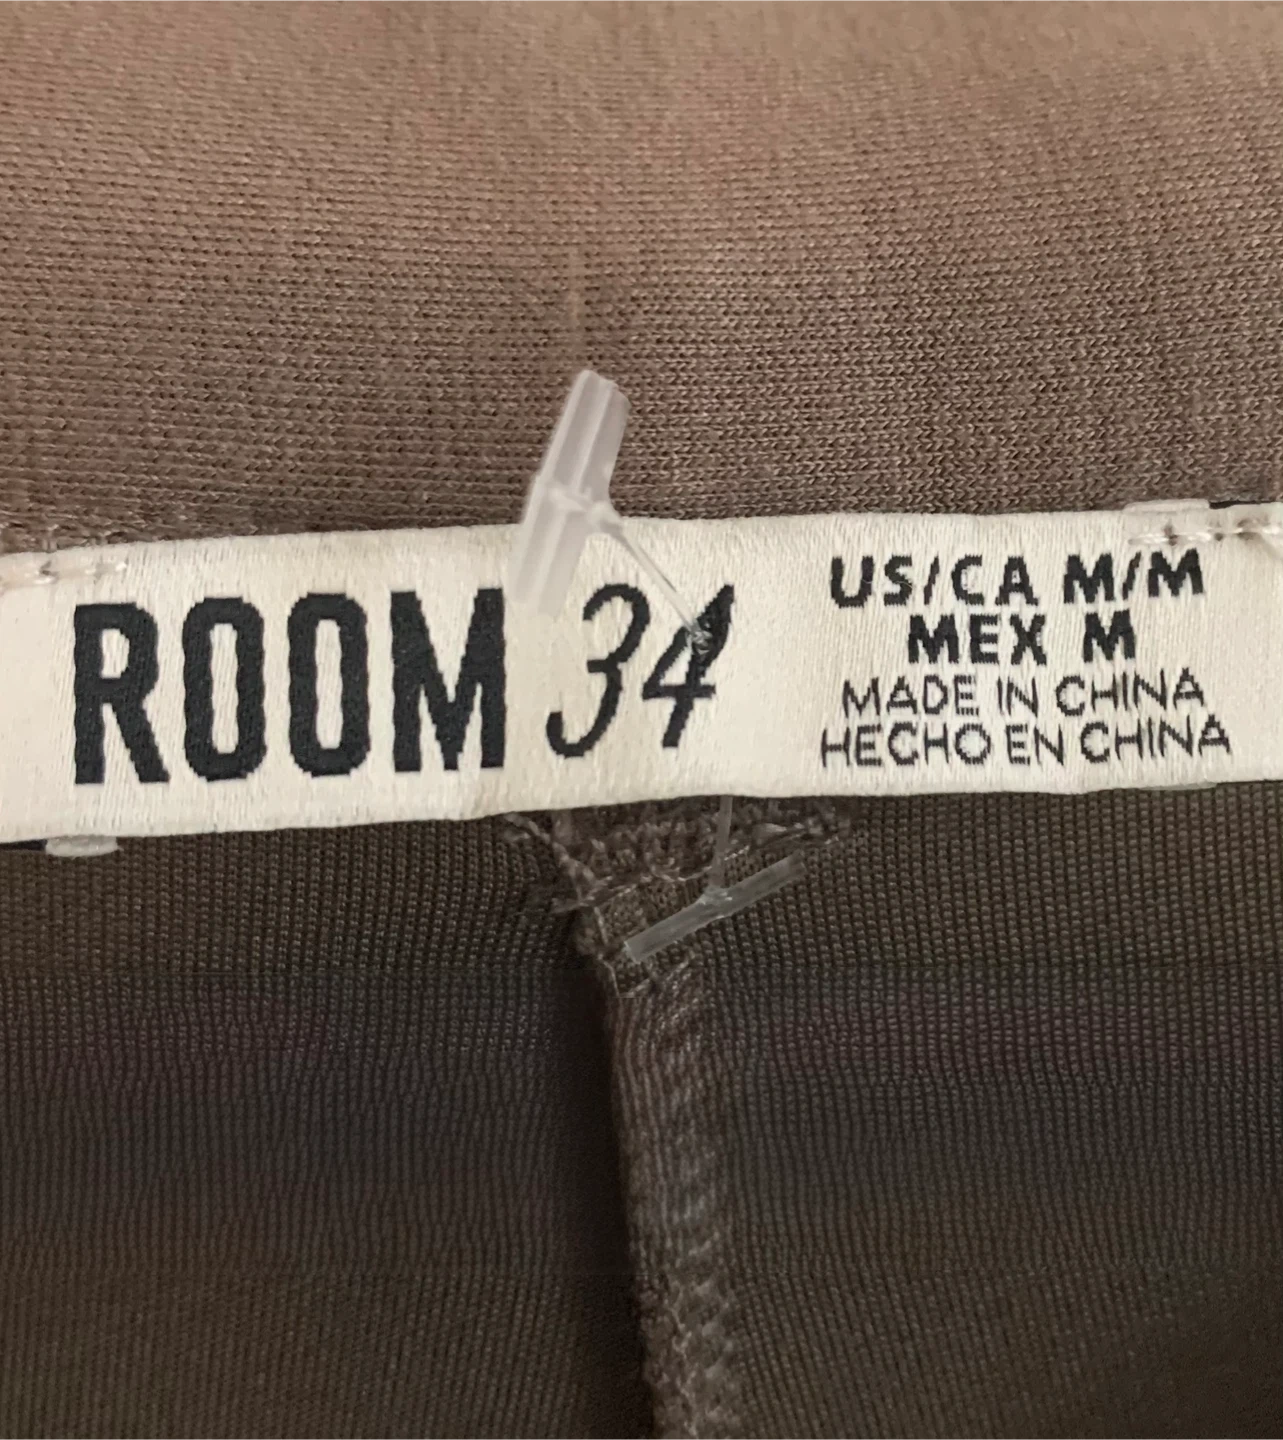 ROOM 34
US/CA M/M
MEX M
MADE IN CHINA
HECHO EN CHINA